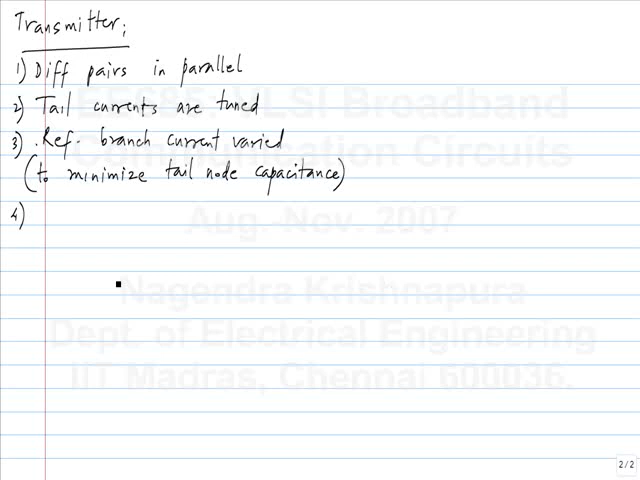 Transmitter;
1) Diff pairs in parallel
2) Tail currents are tuned
3) . Ref. branch current varied
(to minimize tail node capacitance)
4)
EE685: VLSI Broadband
Communication Circuits
Aug.-Nov. 2007
Nagendra Krishnapura
Dept. of Electrical Engineering
IIT Madras, Chennai 600036.
2/2